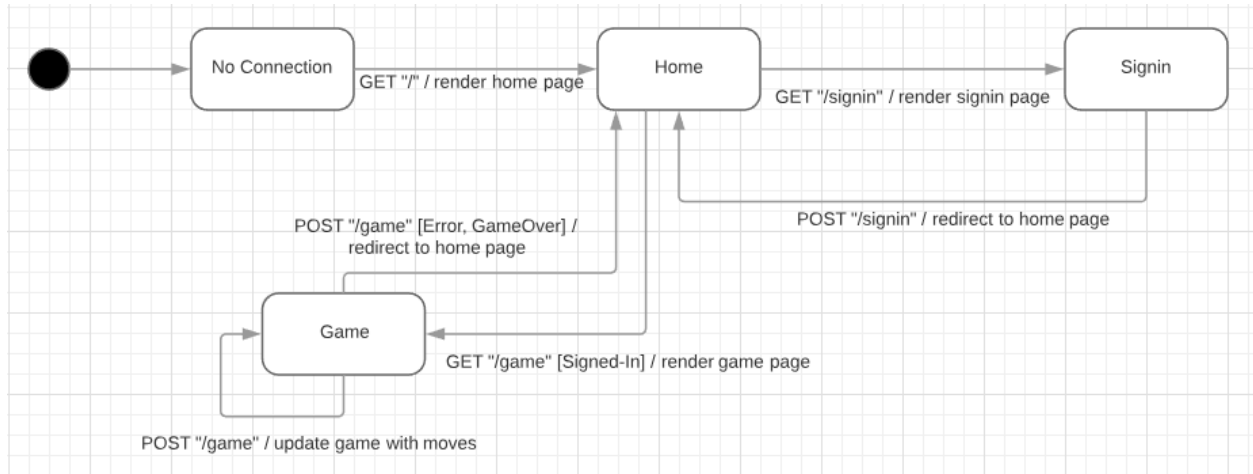 No Connection
GET "/" / render home page
Home
GET "/signin" / render signin page
Signin
POST "/signin" / redirect to home page
POST "/game" [Error, GameOver] /
redirect to home page
Game
GET "/game" [Signed-In] / render game page
POST "/game" / update game with moves